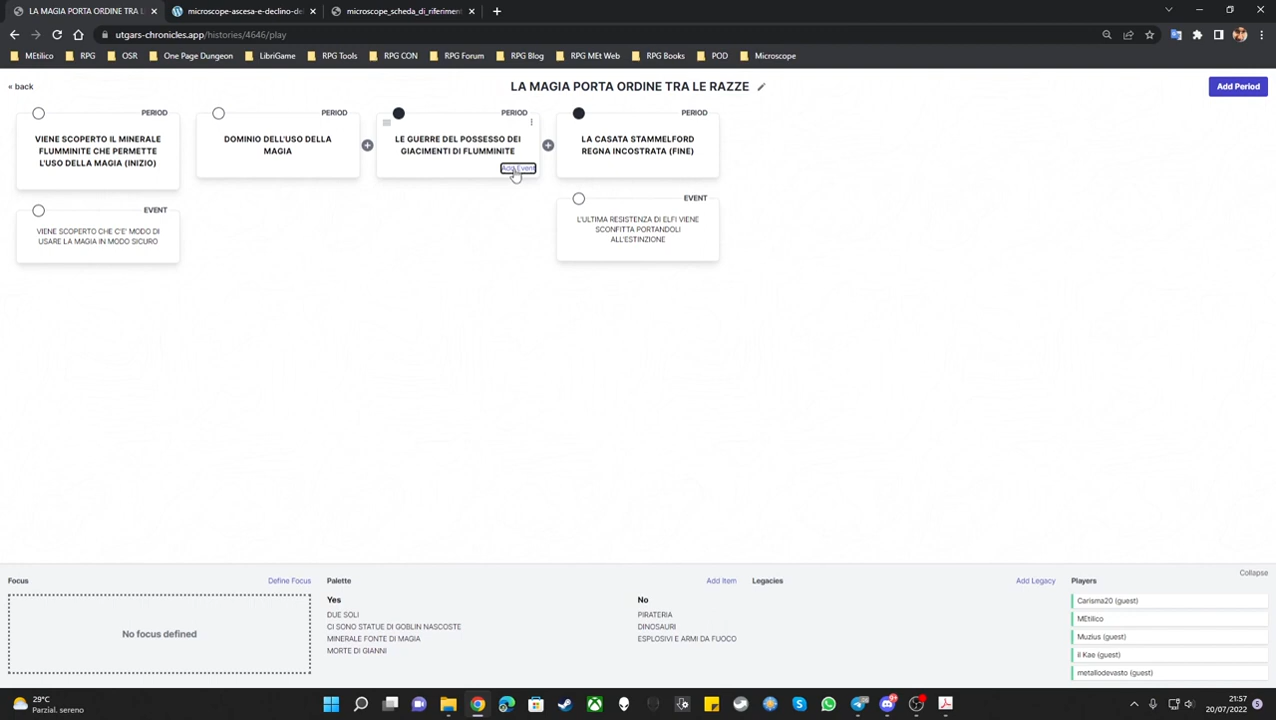 LA MAGIA PORTA ORDINE TRA L
microscope-ascesa-e-declino-de
microscope_scheda_di_riferiment
utgars-chronicles.app/histories/4646/play
MEtilico
RPG
OSR
One Page Dungeon
LibriGame
RPG Tools
RPG CON
RPG Forum
RPG Blog
RPG MEt Web
RPG Books
POD
Microscope
« back
LA MAGIA PORTA ORDINE TRA LE RAZZE
Add Period
PERIOD
VIENE SCOPERTO IL MINERALE
FLUMMINITE CHE PERMETTE
L'USO DELLA MAGIA (INIZIO)
EVENT
VIENE SCOPERTO CHE C'E' MODO DI
USARE LA MAGIA IN MODO SICURO
PERIOD
DOMINIO DELL'USO DELLA
MAGIA
PERIOD
LE GUERRE DEL POSSESSO DEI
GIACIMENTI DI FLUMMINITE
Add Event
PERIOD
LA CASATA STAMMELFORD
REGNA INCOSTRATA (FINE)
EVENT
L'ULTIMA RESISTENZA DI ELFI VIENE
SCONFITTA PORTANDOLI
ALL'ESTINZIONE
Collapse
Focus
Define Focus
No focus defined
Palette
Add Item
Yes
DUE SOLI
CI SONO STATUE DI GOBLIN NASCOSTE
MINERALE FONTE DI MAGIA
MORTE DI GIANNI
No
PIRATERIA
DINOSAURI
ESPLOSIVI E ARMI DA FUOCO
Legacies
Add Legacy
Players
Carisma20 (guest)
MEtilico
Muzius (guest)
il Kae (guest)
metallodevasto (guest)
29°C
Parzial. sereno
21:57
20/07/2022